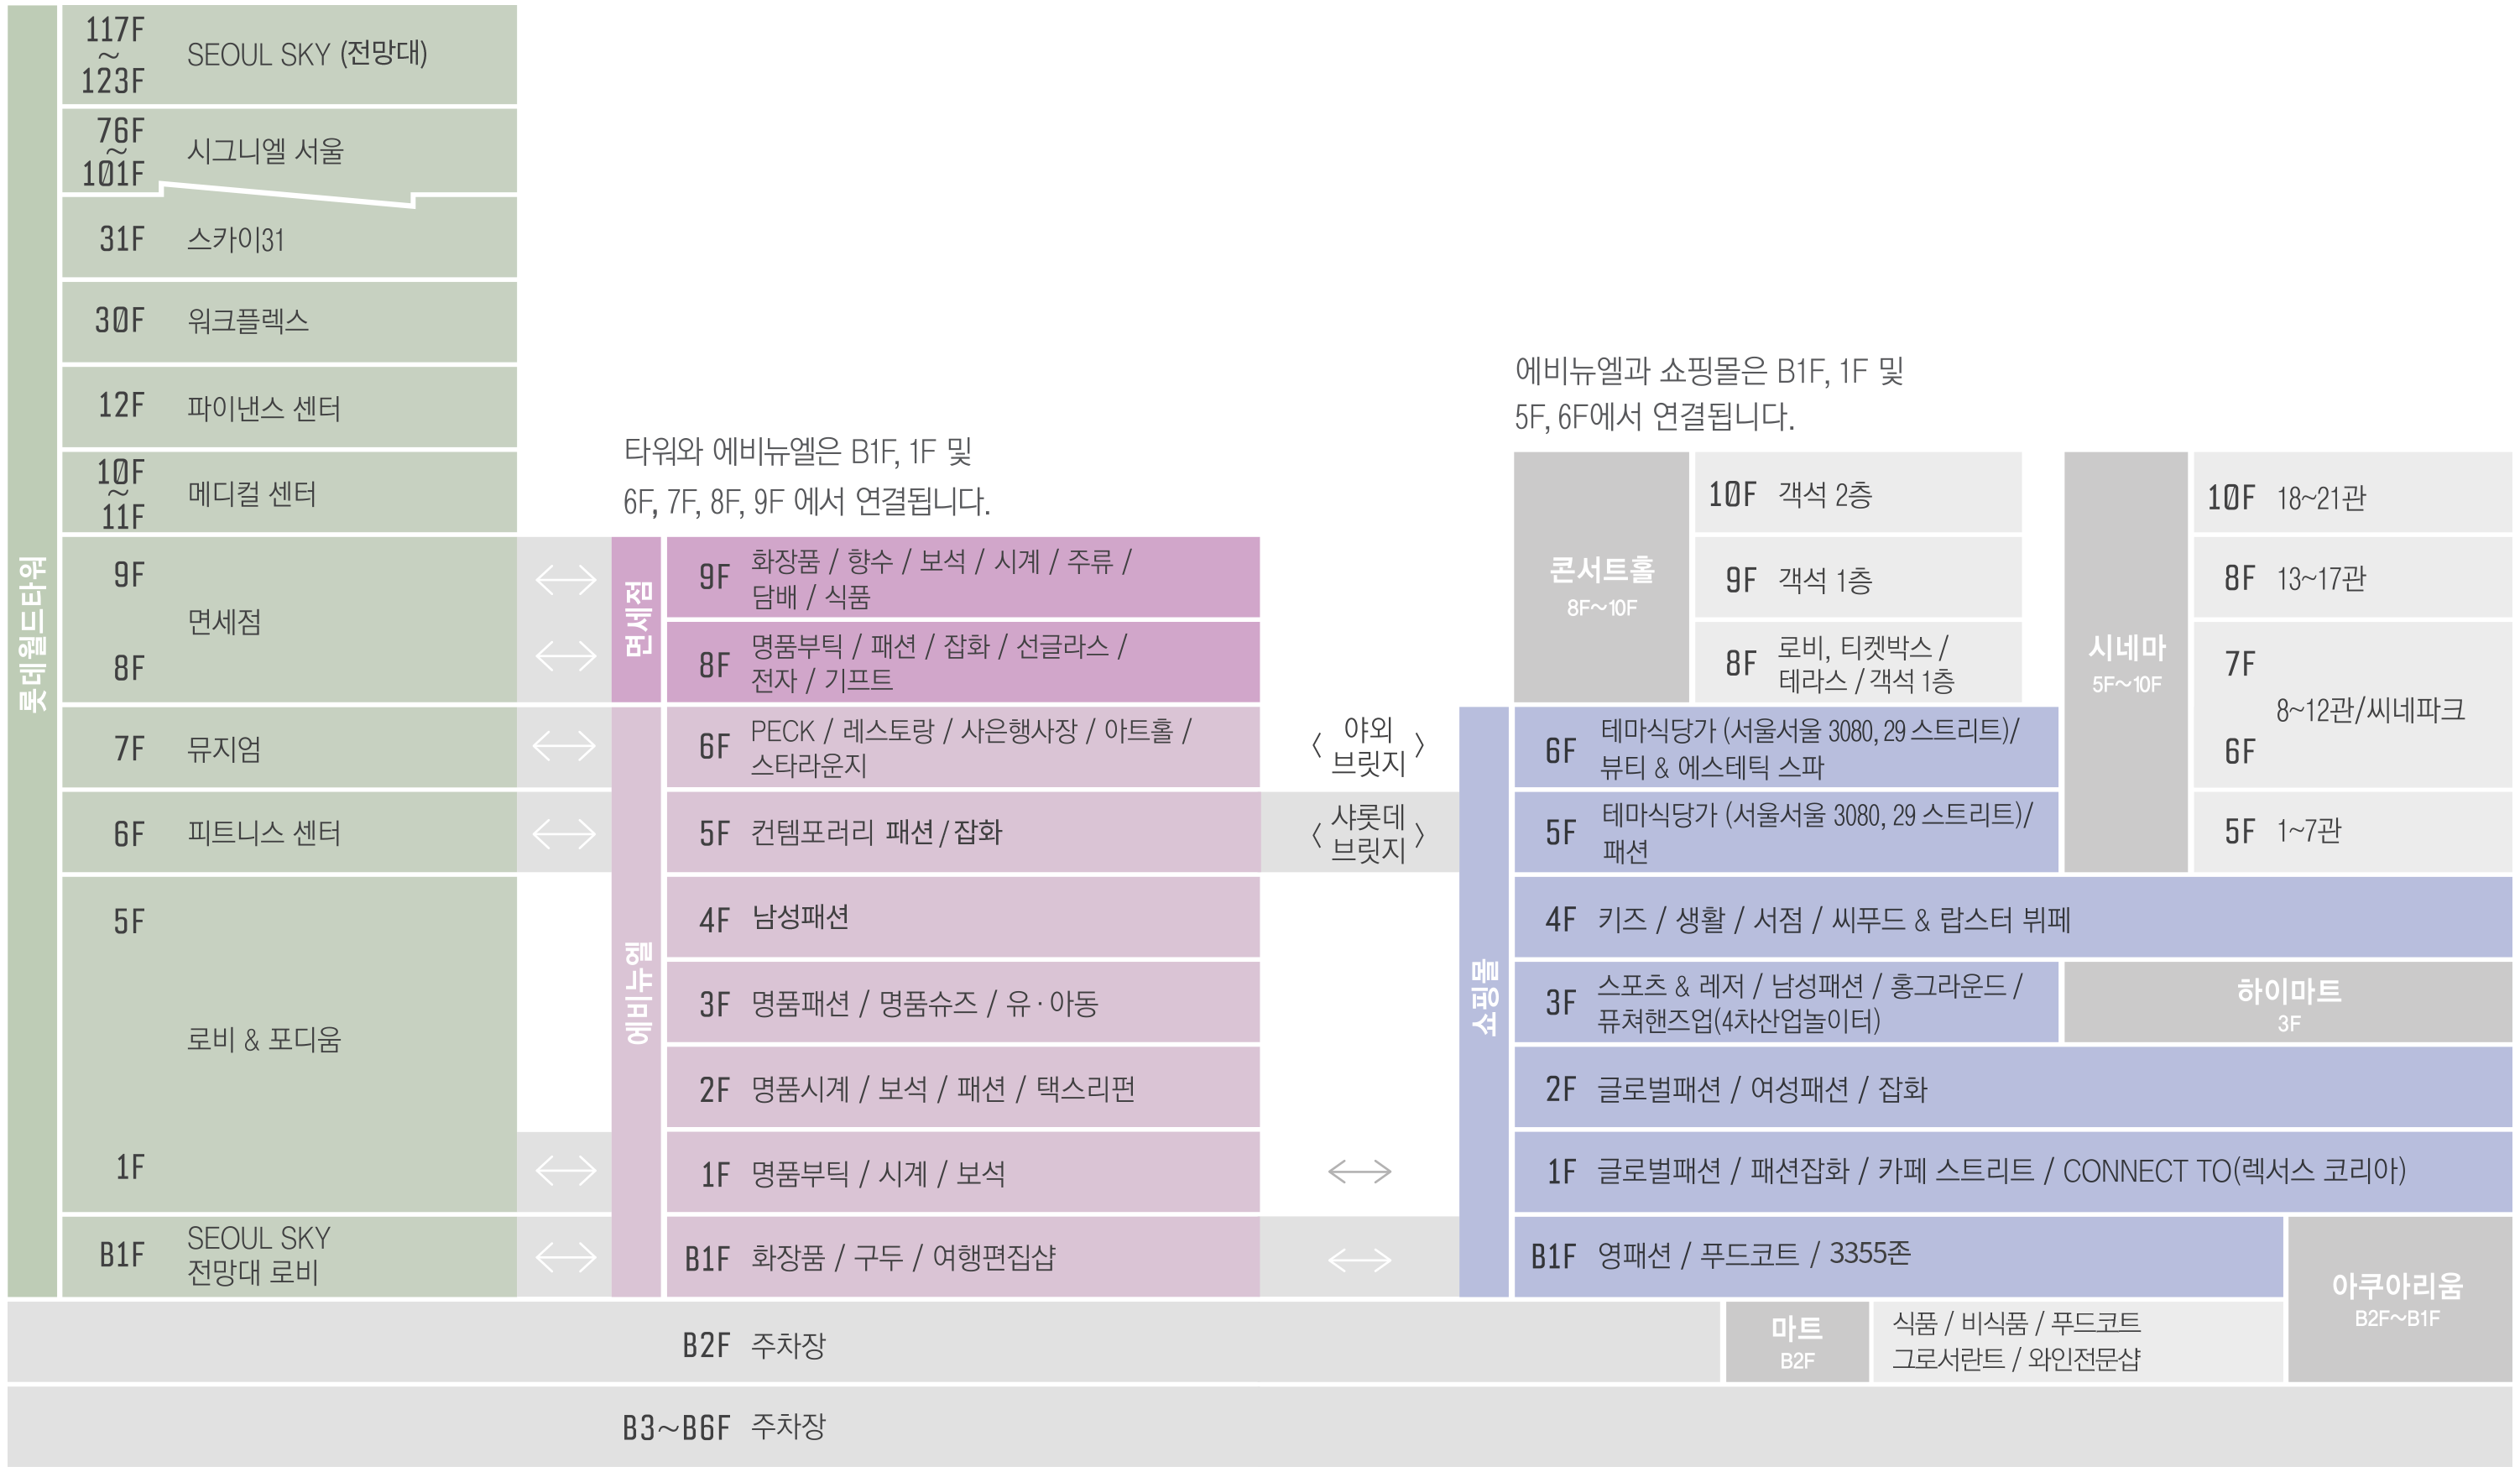 롯데월드타워
117F
~
123F
SEOUL SKY (전망대)
76F
~
101F
시그니엘 서울
31F 스카이31
30F 워크플렉스
12F 파이낸스 센터
10F
~
11F
메디컬 센터
9F
면세점
8F
7F 뮤지엄
6F 피트니스 센터
5F
로비 & 포디움
1F
B1F
SEOUL SKY
전망대 로비
타워와 에비뉴엘은 B1F, 1F 및
6F, 7F, 8F, 9F 에서 연결됩니다.
면세점
9F 화장품 / 향수 / 보석 / 시계 / 주류 /
담배 / 식품
8F 명품부틱 / 패션 / 잡화 / 선글라스 /
전자 / 기프트
에비뉴엘
6F PECK / 레스토랑 / 사은행사장 / 아트홀 /
스타라운지
5F 컨템포러리 패션/잡화
4F 남성패션
3F 명품패션 / 명품슈즈 / 유·아동
2F 명품시계 / 보석 / 패션 / 택스리펀
1F 명품부틱 / 시계 / 보석
B1F 화장품 / 구두 / 여행편집샵
〈 야외
브릿지 〉
〈 샤롯데
브릿지 〉
에비뉴엘과 쇼핑몰은 B1F, 1F 및
5F, 6F에서 연결됩니다.
콘서트홀
8F~10F
10F 객석 2층
9F 객석 1층
8F 로비, 티켓박스 /
테라스 / 객석 1층
시네마
5F~10F
10F 18~21관
8F 13~17관
7F
8~12관/씨네파크
6F
5F 1~7관
쇼핑몰
6F 테마식당가 (서울서울 3080, 29 스트리트)/
뷰티 & 에스테틱 스파
5F 테마식당가 (서울서울 3080, 29 스트리트)/
패션
4F 키즈 / 생활 / 서점 / 씨푸드 & 랍스터 뷔페
3F 스포츠 & 레저 / 남성패션 / 홍그라운드 /
퓨쳐핸즈업(4차산업놀이터)
하이마트
3F
2F 글로벌패션 / 여성패션 / 잡화
1F 글로벌패션 / 패션잡화 / 카페 스트리트 / CONNECT TO(렉서스 코리아)
B1F 영패션 / 푸드코트 / 3355존
아쿠아리움
B2F~B1F
B2F 주차장
마트
B2F
식품 / 비식품 / 푸드코트
그로서란트 / 와인전문샵
B3~B6F 주차장